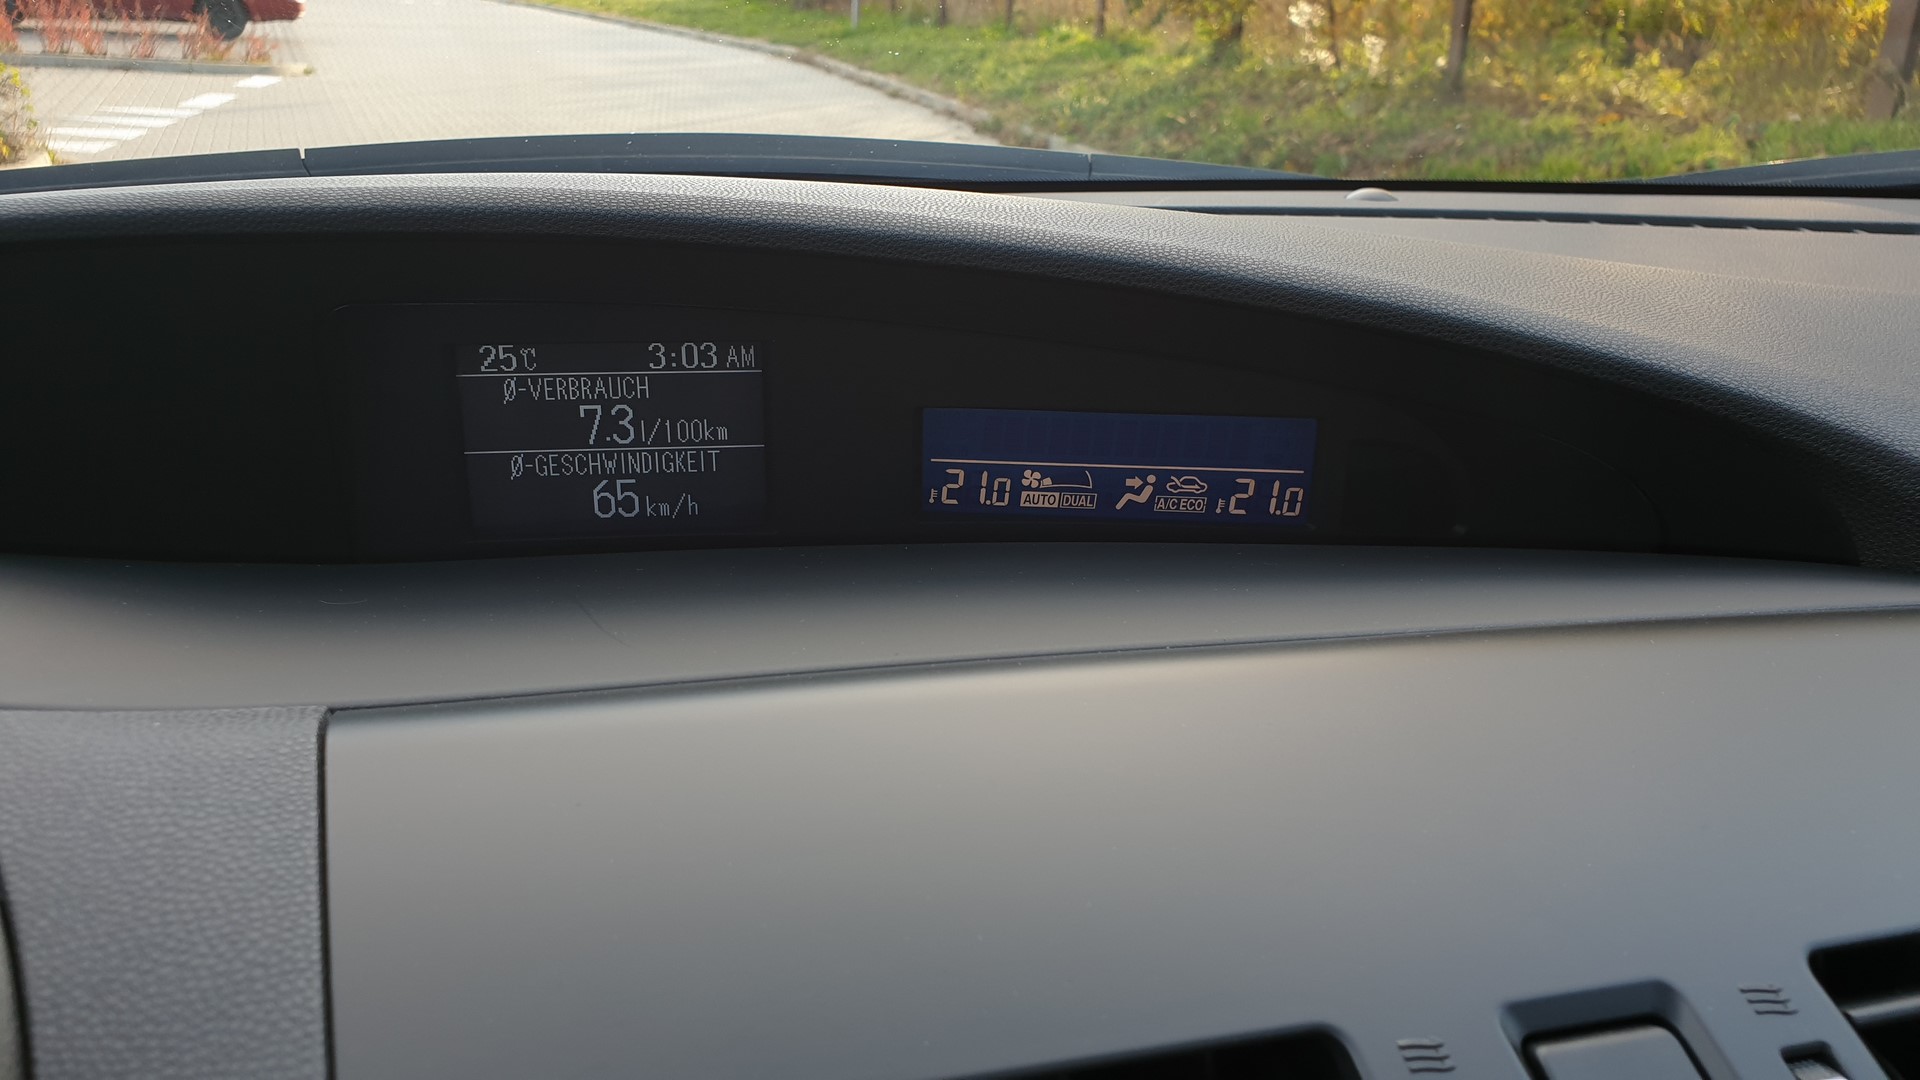 25℃ 3:03 AM
Ø-VERBRAUCH
7.3 l/100km
Ø-GESCHWINDIGKEIT
65 km/h
21.0 AUTO DUAL A/C ECO 21.0